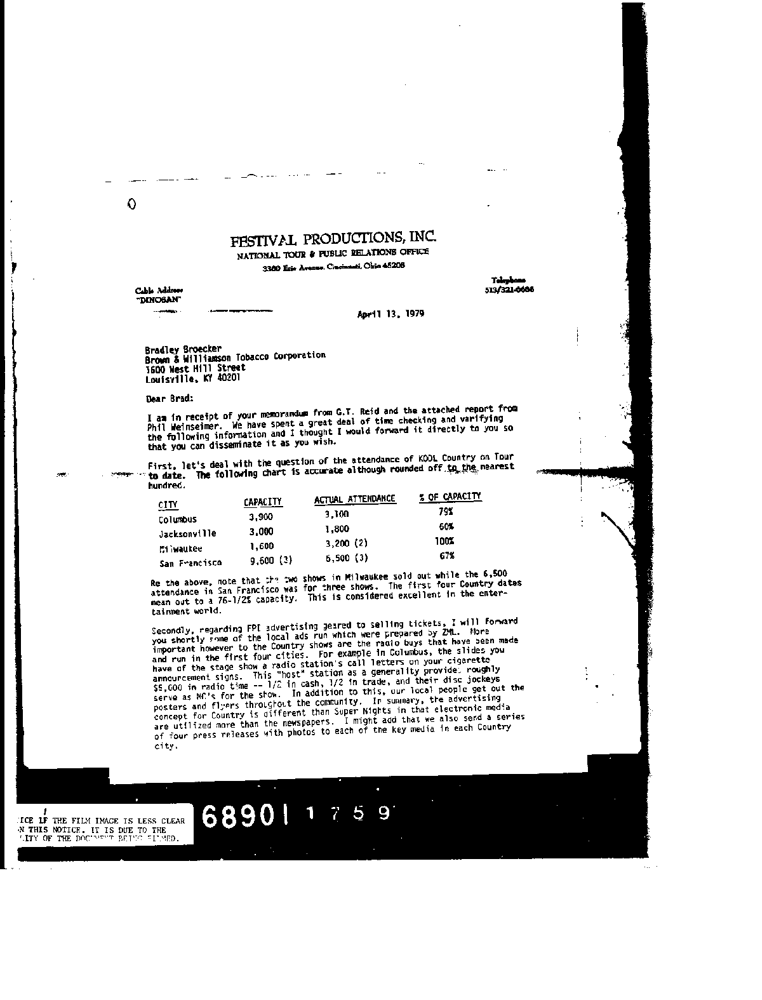 FESTIVAL PRODUCTIONS, INC.
NATIONAL TOUR & PUBLIC RELATIONS OFFICE
3380 Erie Avenue, Cincinnati, Ohio 45208
Cable Address
"DINOSAN"
Telephone
513/321-0686
April 13, 1979
Bradley Broecker
Brown & Williamson Tobacco Corporation
1600 West Hill Street
Louisville, KY 40201
Dear Brad:
I am in receipt of your memorandum from G.T. Reid and the attached report from
Phil Weinseimer. We have spent a great deal of time checking and varifying
the following information and I thought I would forward it directly to you so
that you can disseminate it as you wish.
First, let's deal with the question of the attendance of KOOL Country on Tour
to date. The following chart is accurate although rounded off to the nearest
hundred.
CITY CAPACITY ACTUAL ATTENDANCE % OF CAPACITY
Columbus 3,900 3,100 79%
Jacksonville 3,000 1,800 60%
Milwaukee 1,600 3,200 (2) 100%
San Francisco 9,600 (3) 6,500 (3) 67%
Re the above, note that the two shows in Milwaukee sold out while the 6,500
attendance in San Francisco was for three shows. The first four Country dates
mean out to a 76-1/2% capacity. This is considered excellent in the enter-
tainment world.
Secondly, regarding FPI advertising geared to selling tickets, I will forward
you shortly some of the local ads run which were prepared by ZML. More
important however to the Country shows are the radio buys that have been made
and run in the first four cities. For example in Columbus, the slides you
have of the stage show a radio station's call letters on your cigarette
announcement signs. This "host" station as a generality provides roughly
$5,000 in radio time -- 1/2 in cash, 1/2 in trade, and their disc jockeys
serve as MC's for the show. In addition to this, our local people get out the
posters and flyers throughout the community. In summary, the advertising
concept for Country is different than Super Nights in that electronic media
are utilized more than the newspapers. I might add that we also send a series
of four press releases with photos to each of the key media in each Country
city.
68901 1759
ICE IF THE FILM IMAGE IS LESS CLEAR
N THIS NOTICE, IT IS DUE TO THE
LITY OF THE DOCUMENT BEING FILMED.